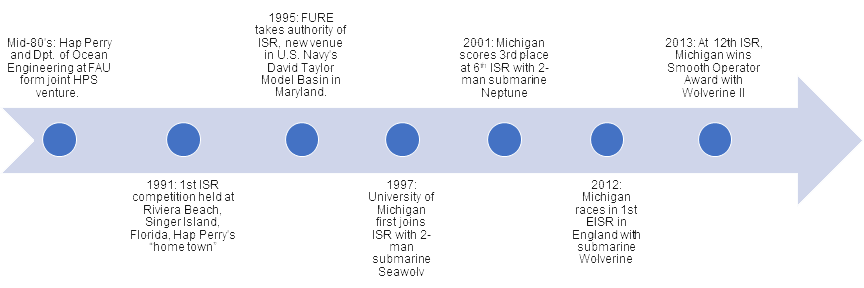 Mid-80's: Hap Perry
and Dpt. of Ocean
Engineering at FAU
form joint HPS
venture.
1991: 1st ISR
competition held at
Riviera Beach,
Singer Island,
Florida, Hap Perry's
"home town"
1995: FURE
takes authority of
ISR, new venue
in U.S. Navy's
David Taylor
Model Basin in
Maryland.
1997:
University of
Michigan
first joins
ISR with 2-
man
submarine
Seawolv
2001: Michigan
scores 3rd place
at 6th ISR with 2-
man submarine
Neptune
2012:
Michigan
races in 1st
EISR in
England with
submarine
Wolverine
2013: At 12th ISR,
Michigan wins
Smooth Operator
Award with
Wolverine II